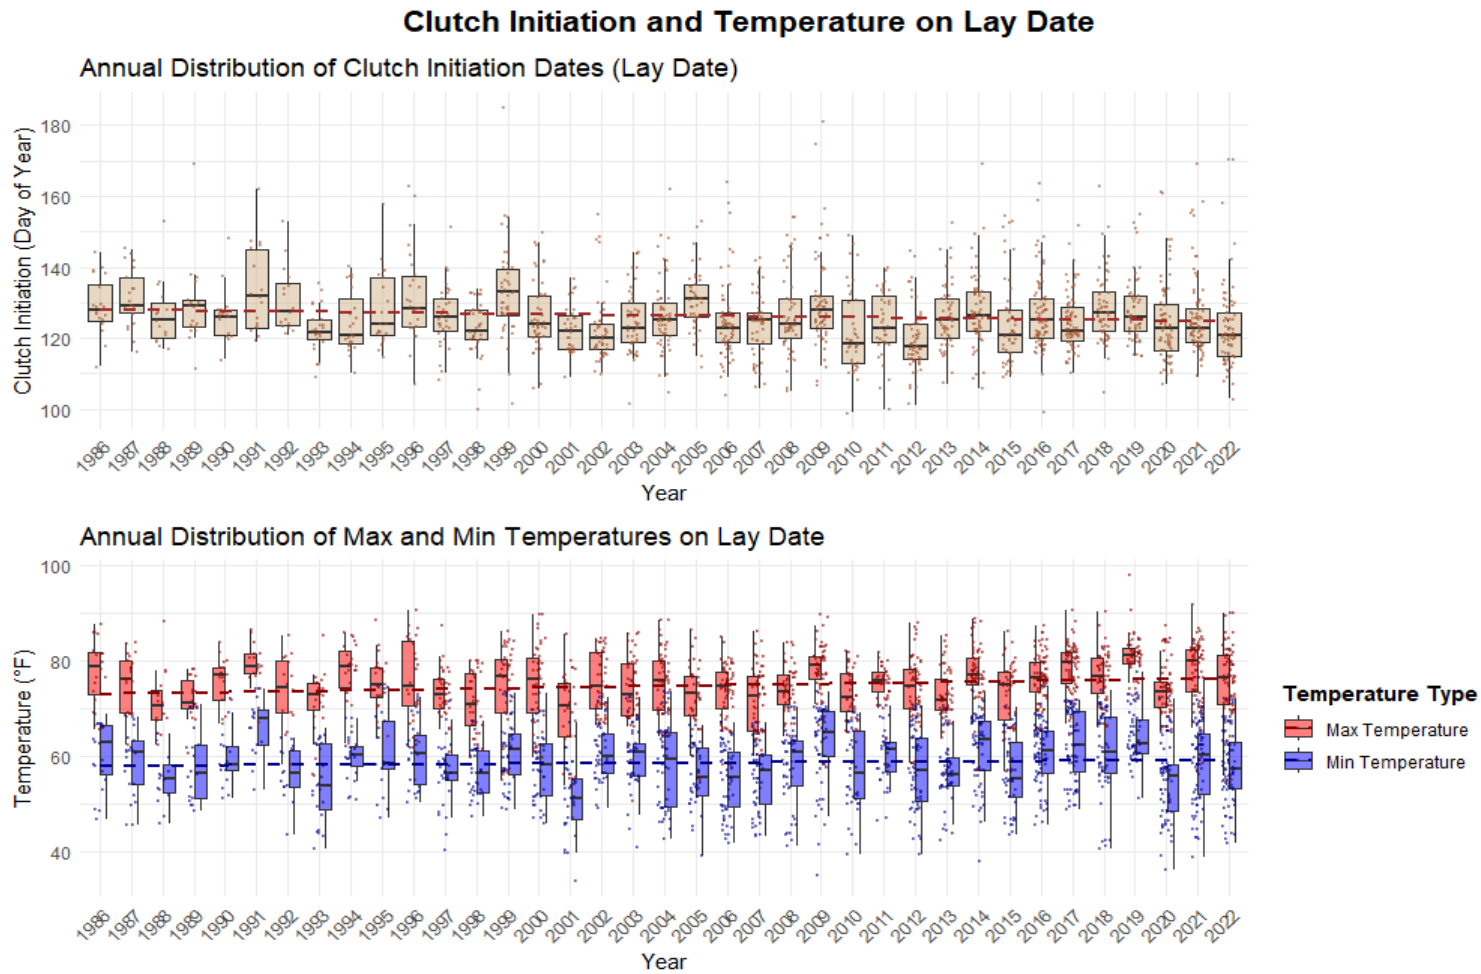 Clutch Initiation and Temperature on Lay Date
Annual Distribution of Clutch Initiation Dates (Lay Date)
Clutch Initiation (Day of Year)
180
160
140
120
100
1986 1987 1988 1989 1990 1991 1992 1993 1994 1995 1996 1997 1998 1999 2000 2001 2002 2003 2004 2005 2006 2007 2008 2009 2010 2011 2012 2013 2014 2015 2016 2017 2018 2019 2020 2021 2022
Year
Annual Distribution of Max and Min Temperatures on Lay Date
Temperature (°F)
100
80
60
40
1986 1987 1988 1989 1990 1991 1992 1993 1994 1995 1996 1997 1998 1999 2000 2001 2002 2003 2004 2005 2006 2007 2008 2009 2010 2011 2012 2013 2014 2015 2016 2017 2018 2019 2020 2021 2022
Year
Temperature Type
Max Temperature
Min Temperature